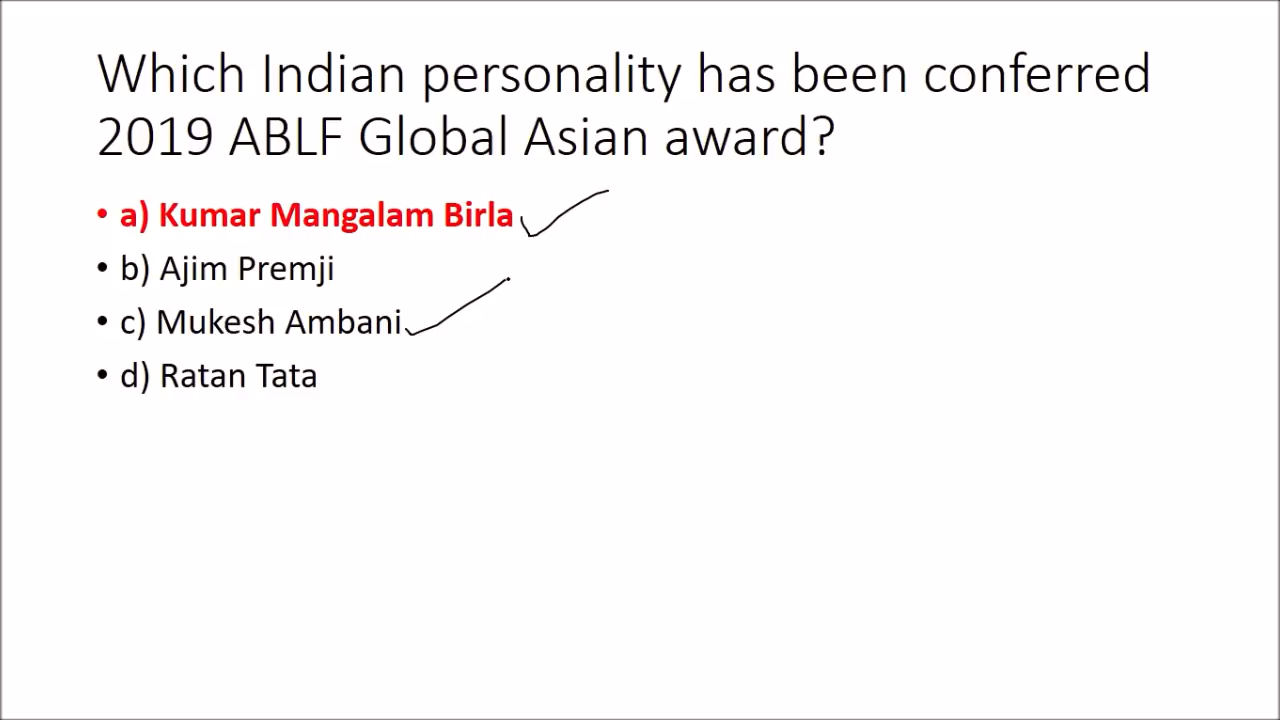 Which Indian personality has been conferred
2019 ABLF Global Asian award?
• a) Kumar Mangalam Birla
• b) Ajim Premji
• c) Mukesh Ambani
• d) Ratan Tata